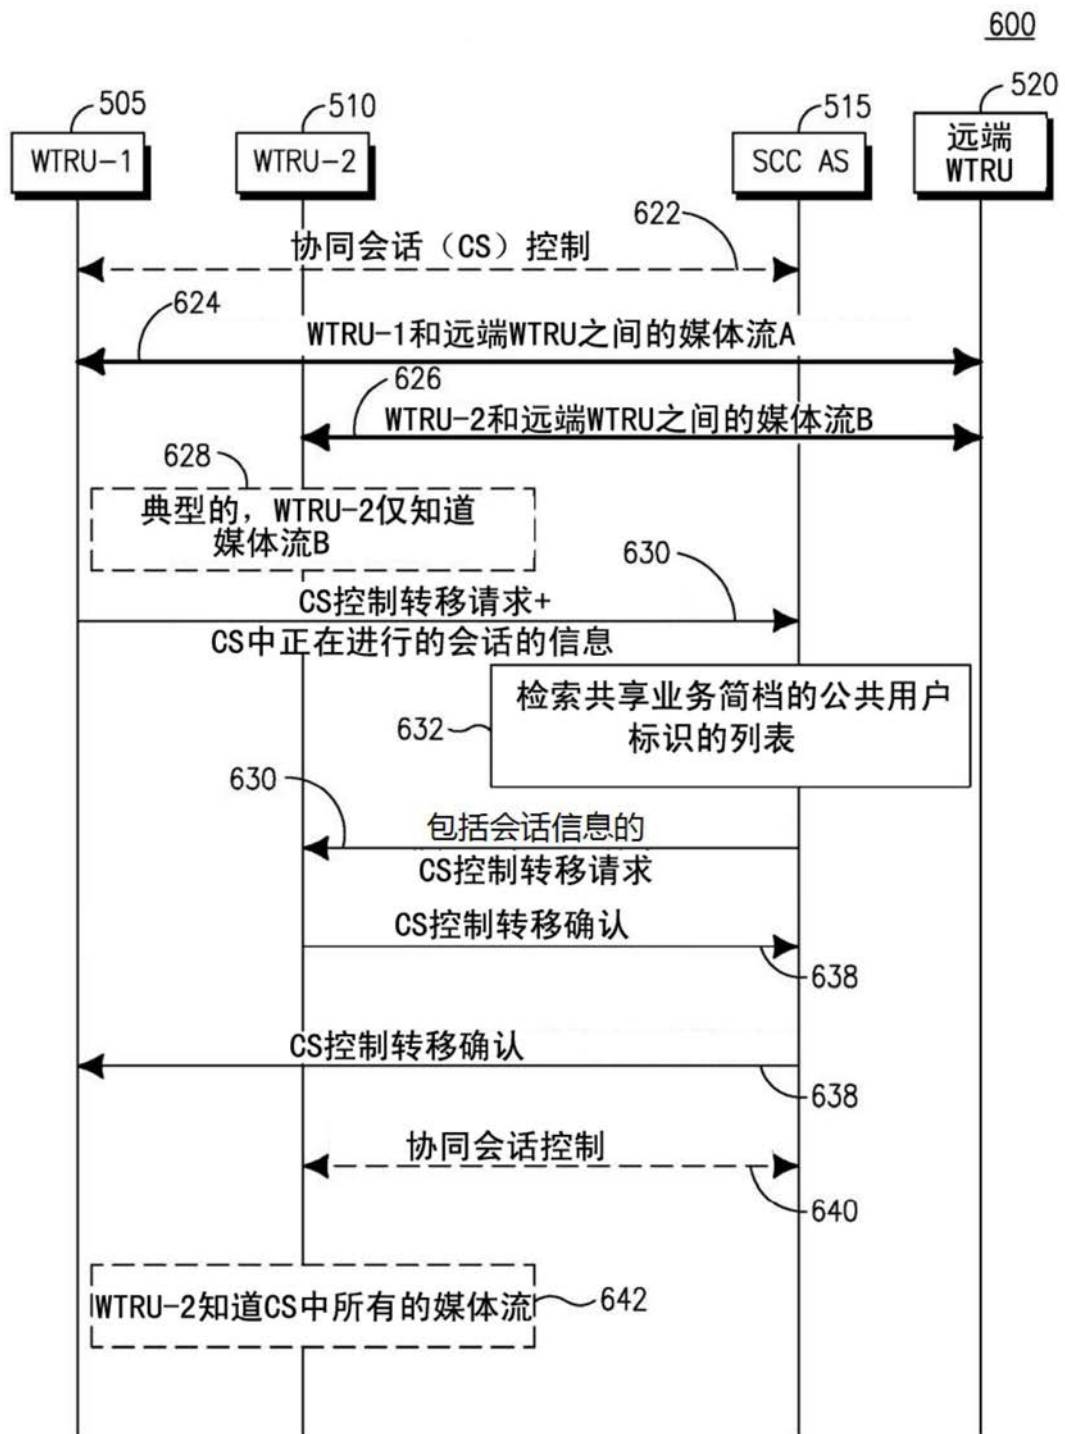 600
505
510
515
520
WTRU-1
WTRU-2
SCC AS
远端
WTRU
622
协同会话（CS）控制
624
WTRU-1和远端WTRU之间的媒体流A
626
WTRU-2和远端WTRU之间的媒体流B
628
典型的，WTRU-2仅知道
媒体流B
630
CS控制转移请求+
CS中正在进行的会话的信息
632
检索共享业务简档的公共用户
标识的列表
630
包括会话信息的
CS控制转移请求
CS控制转移确认
638
CS控制转移确认
638
协同会话控制
640
WTRU-2知道CS中所有的媒体流
642